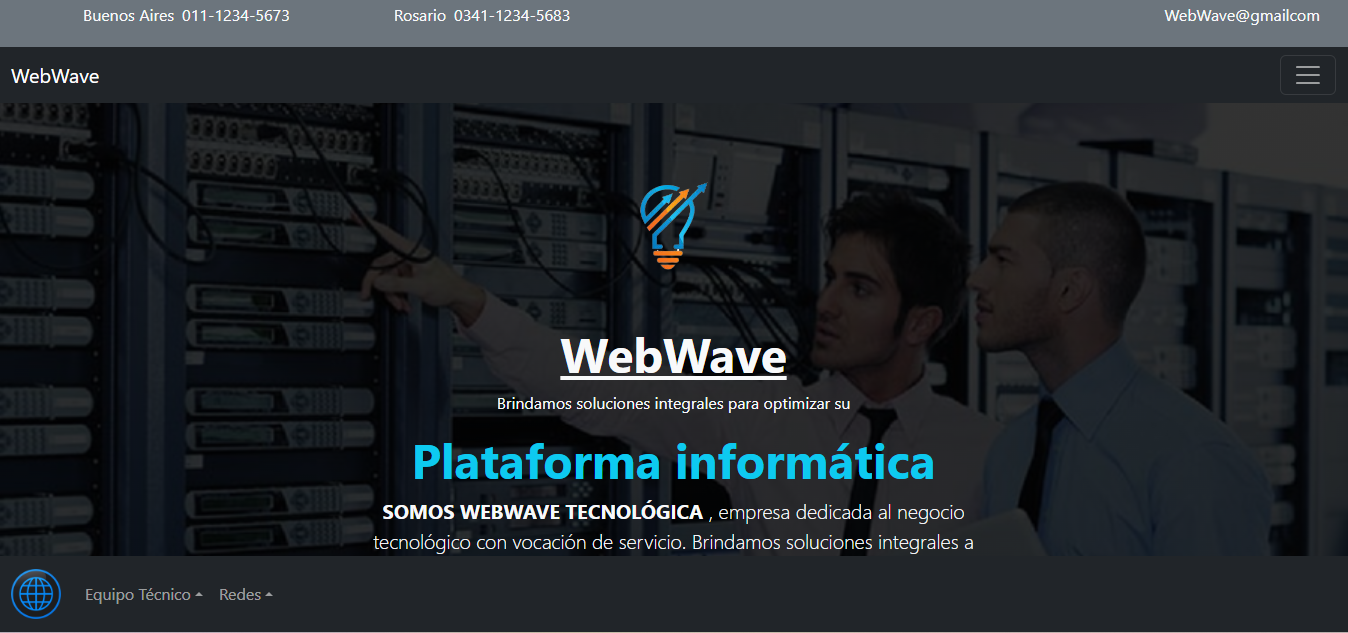 Buenos Aires 011-1234-5673 Rosario 0341-1234-5683 WebWave@gmailcom
WebWave
WebWave
Brindamos soluciones integrales para optimizar su
Plataforma informática
SOMOS WEBWAVE TECNOLÓGICA , empresa dedicada al negocio
tecnológico con vocación de servicio. Brindamos soluciones integrales a
Equipo Técnico Redes